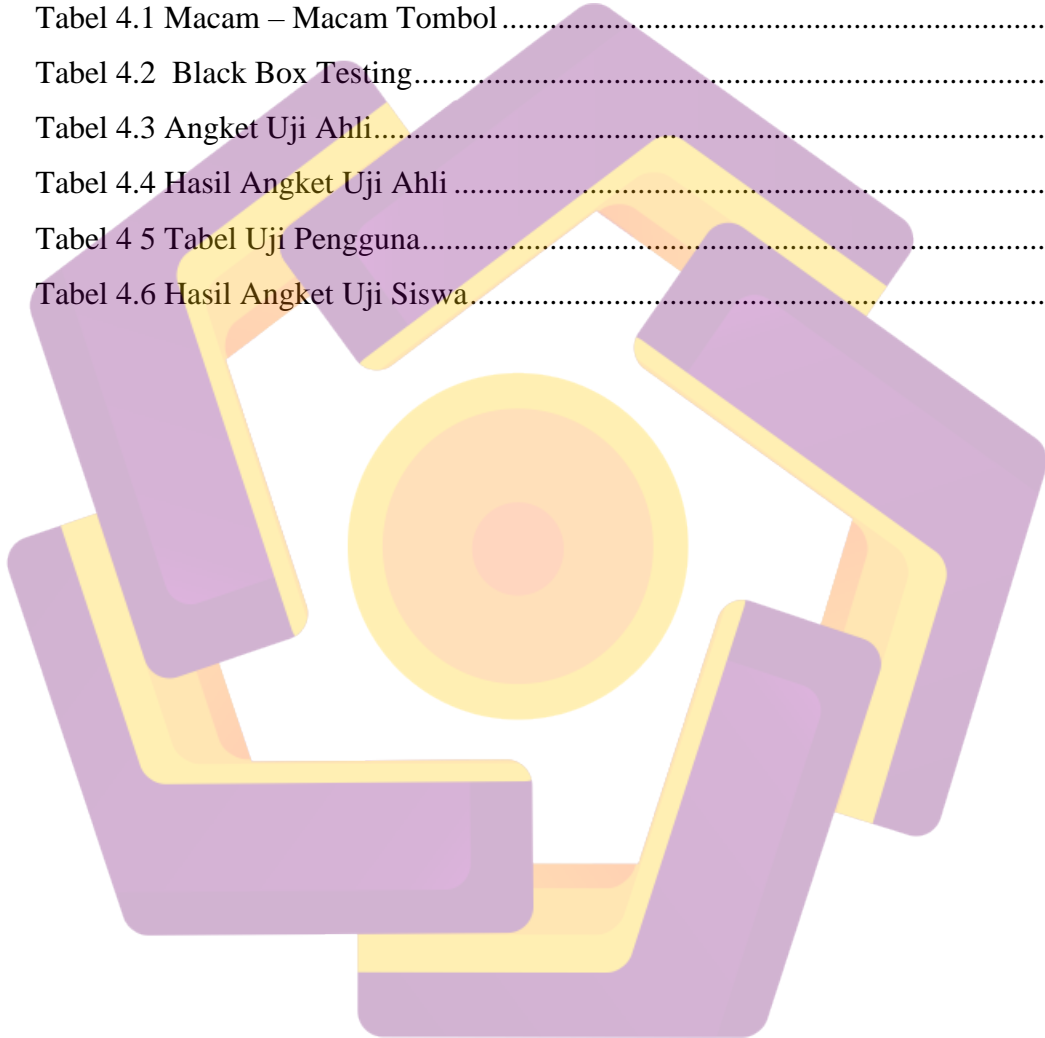 Tabel 4.1 Macam – Macam Tombol........................................................................
Tabel 4.2  Black Box Testing...................................................................................
Tabel 4.3 Angket Uji Ahli........................................................................................
Tabel 4.4 Hasil Angket Uji Ahli ..............................................................................
Tabel 4 5 Tabel Uji Pengguna..................................................................................
Tabel 4.6 Hasil Angket Uji Siswa............................................................................